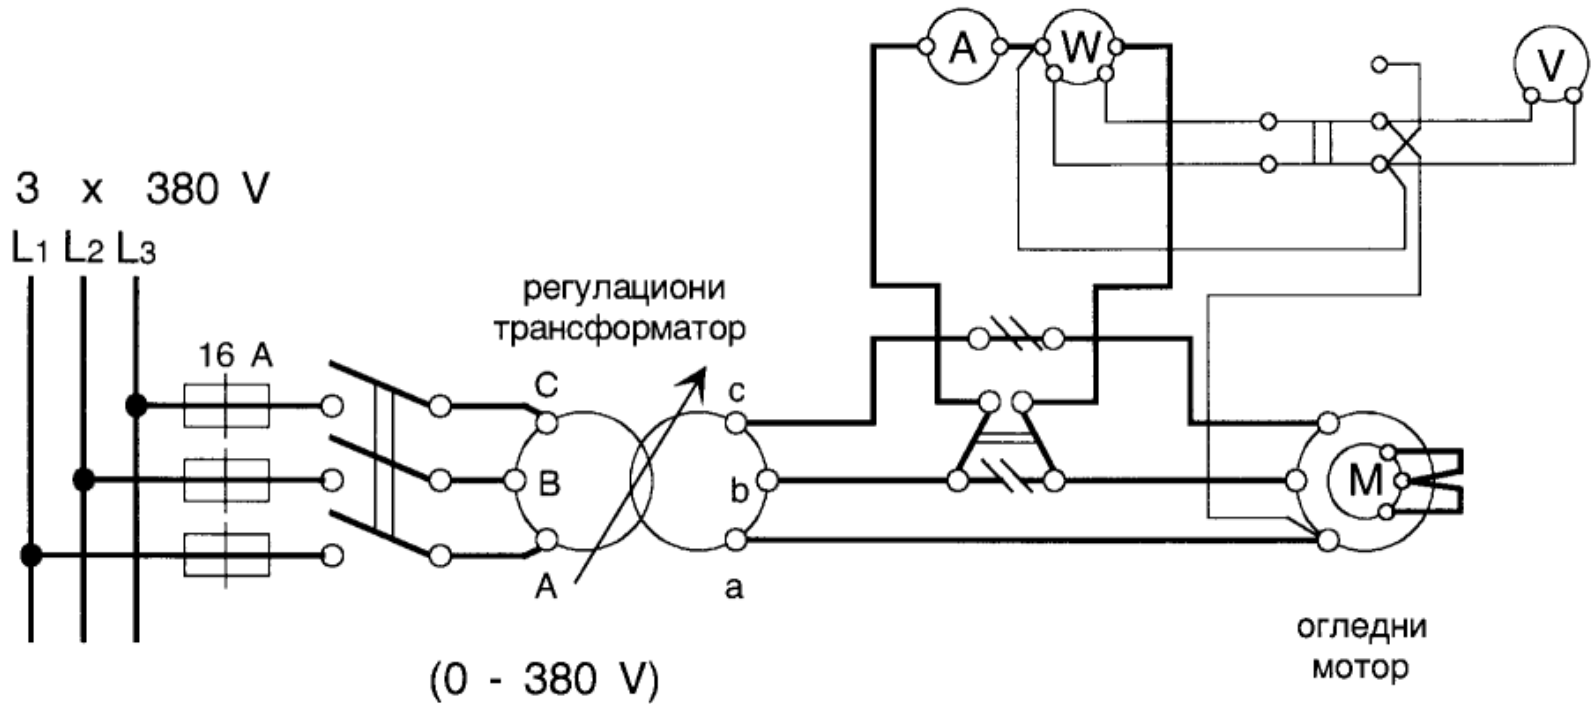 A W V
3 x 380 V
L1 L2 L3
регулациони
трансформатор
16 A
C c
B b M
A a
огледни
мотор
(0 - 380 V)